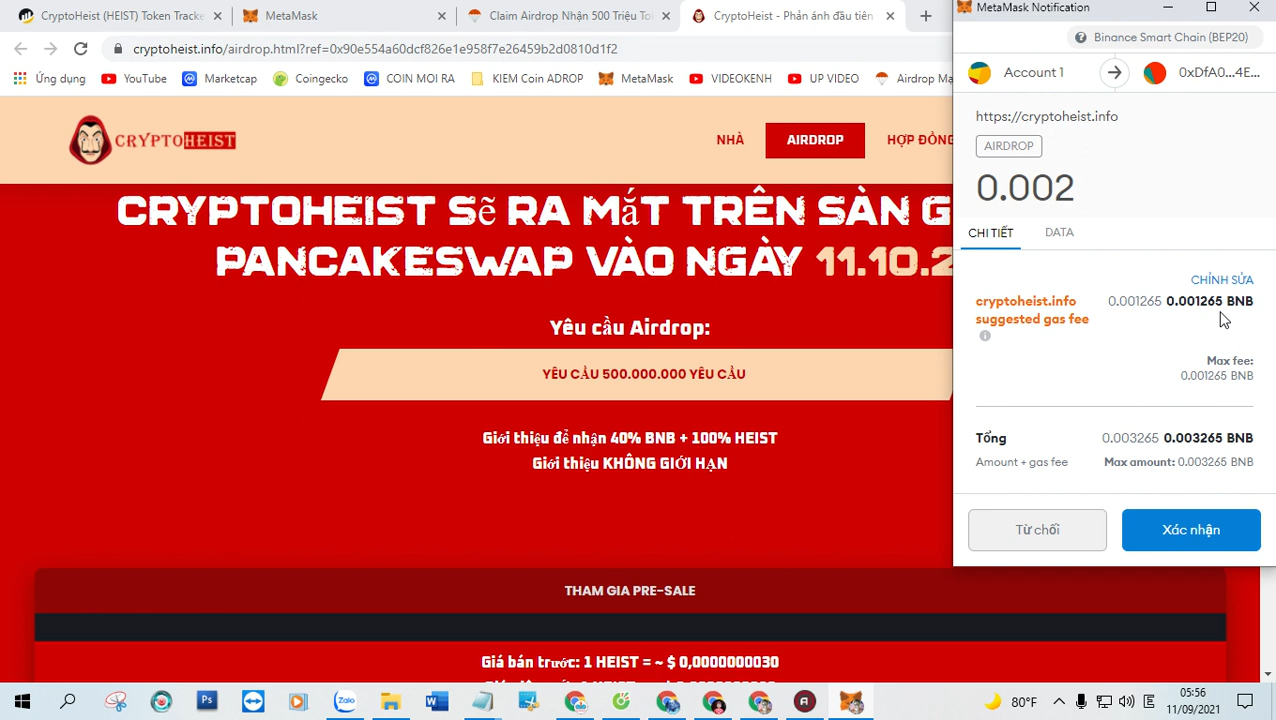 CryptoHeist (HEIST) Token Tracke
MetaMask
Claim Airdrop Nhận 500 Triệu To
CryptoHeist - Phản ánh đầu tiên
cryptoheist.info/airdrop.html?ref=0x90e554a60dcf826e1e958f7e26459b2d0810d1f2
Ứng dụng
YouTube
Marketcap
Coingecko
COIN MOI RA
KIEM Coin ADROP
MetaMask
VIDEOKENH
UP VIDEO
Airdrop Ma
CRYPTOHEIST
NHÀ
AIRDROP
HỢP ĐỒNG
CRYPTOHEIST Sẽ RA MắT TRÊN SÀN G
PANCAKESWAP VÀO NGÀY 11.10.2
Yêu cầu Airdrop:
YÊU CẦU 500.000.000 YÊU CẦU
Giới thiệu để nhận 40% BNB + 100% HEIST
Giới thiệu KHÔNG GIỚI HẠN
THAM GIA PRE-SALE
Giá bán trước: 1 HEIST = ~ $ 0,0000000030
MetaMask Notification
Binance Smart Chain (BEP20)
Account 1
0xDfA0...4E...
https://cryptoheist.info
AIRDROP
0.002
CHI TIẾT
DATA
CHỈNH SỬA
cryptoheist.info 0.001265 0.001265 BNB
suggested gas fee
Max fee:
0.001265 BNB
Tổng 0.003265 0.003265 BNB
Amount + gas fee Max amount: 0.003265 BNB
Từ chối
Xác nhận
80°F
05:56
11/09/2021